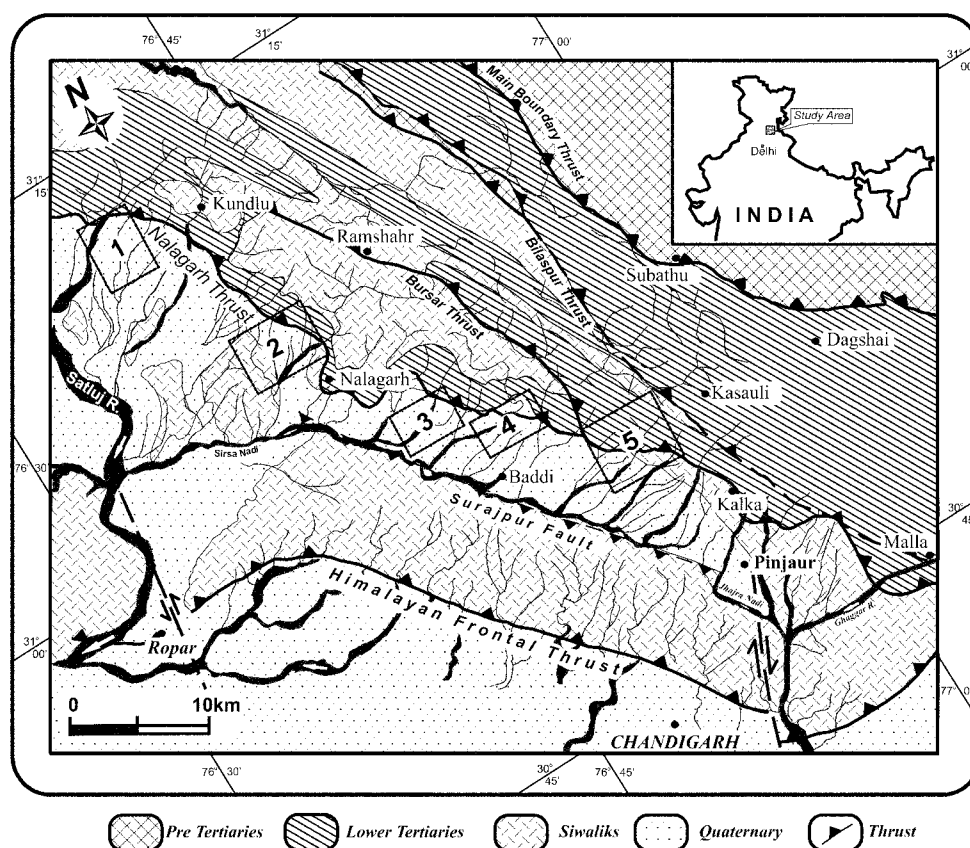 76° 45'
31° 15'
77° 00'
31° 00'
N
Main Boundary Thrust
Study Area
Delhi
INDIA
31° 15'
Kundlu
Ramshahr
1
Nalagarh Thrust
Bursar Thrust
Bilaspur Thrust
Subathu
2
Dagshai
Nalagarh
Kasauli
Satluj R.
3
4
5
76° 30'
Sirsa Nadi
Baddi
Surajpur Fault
Kalka
30° 45'
Malla
Pinjaur
Jhajra Nadi
Ghaggar R.
Himalayan Frontal Thrust
31° 00'
Ropar
77° 0
0 10km
CHANDIGARH
76° 30'
30° 45'
76° 45'
Pre Tertiaries Lower Tertiaries Siwaliks Quaternary Thrust